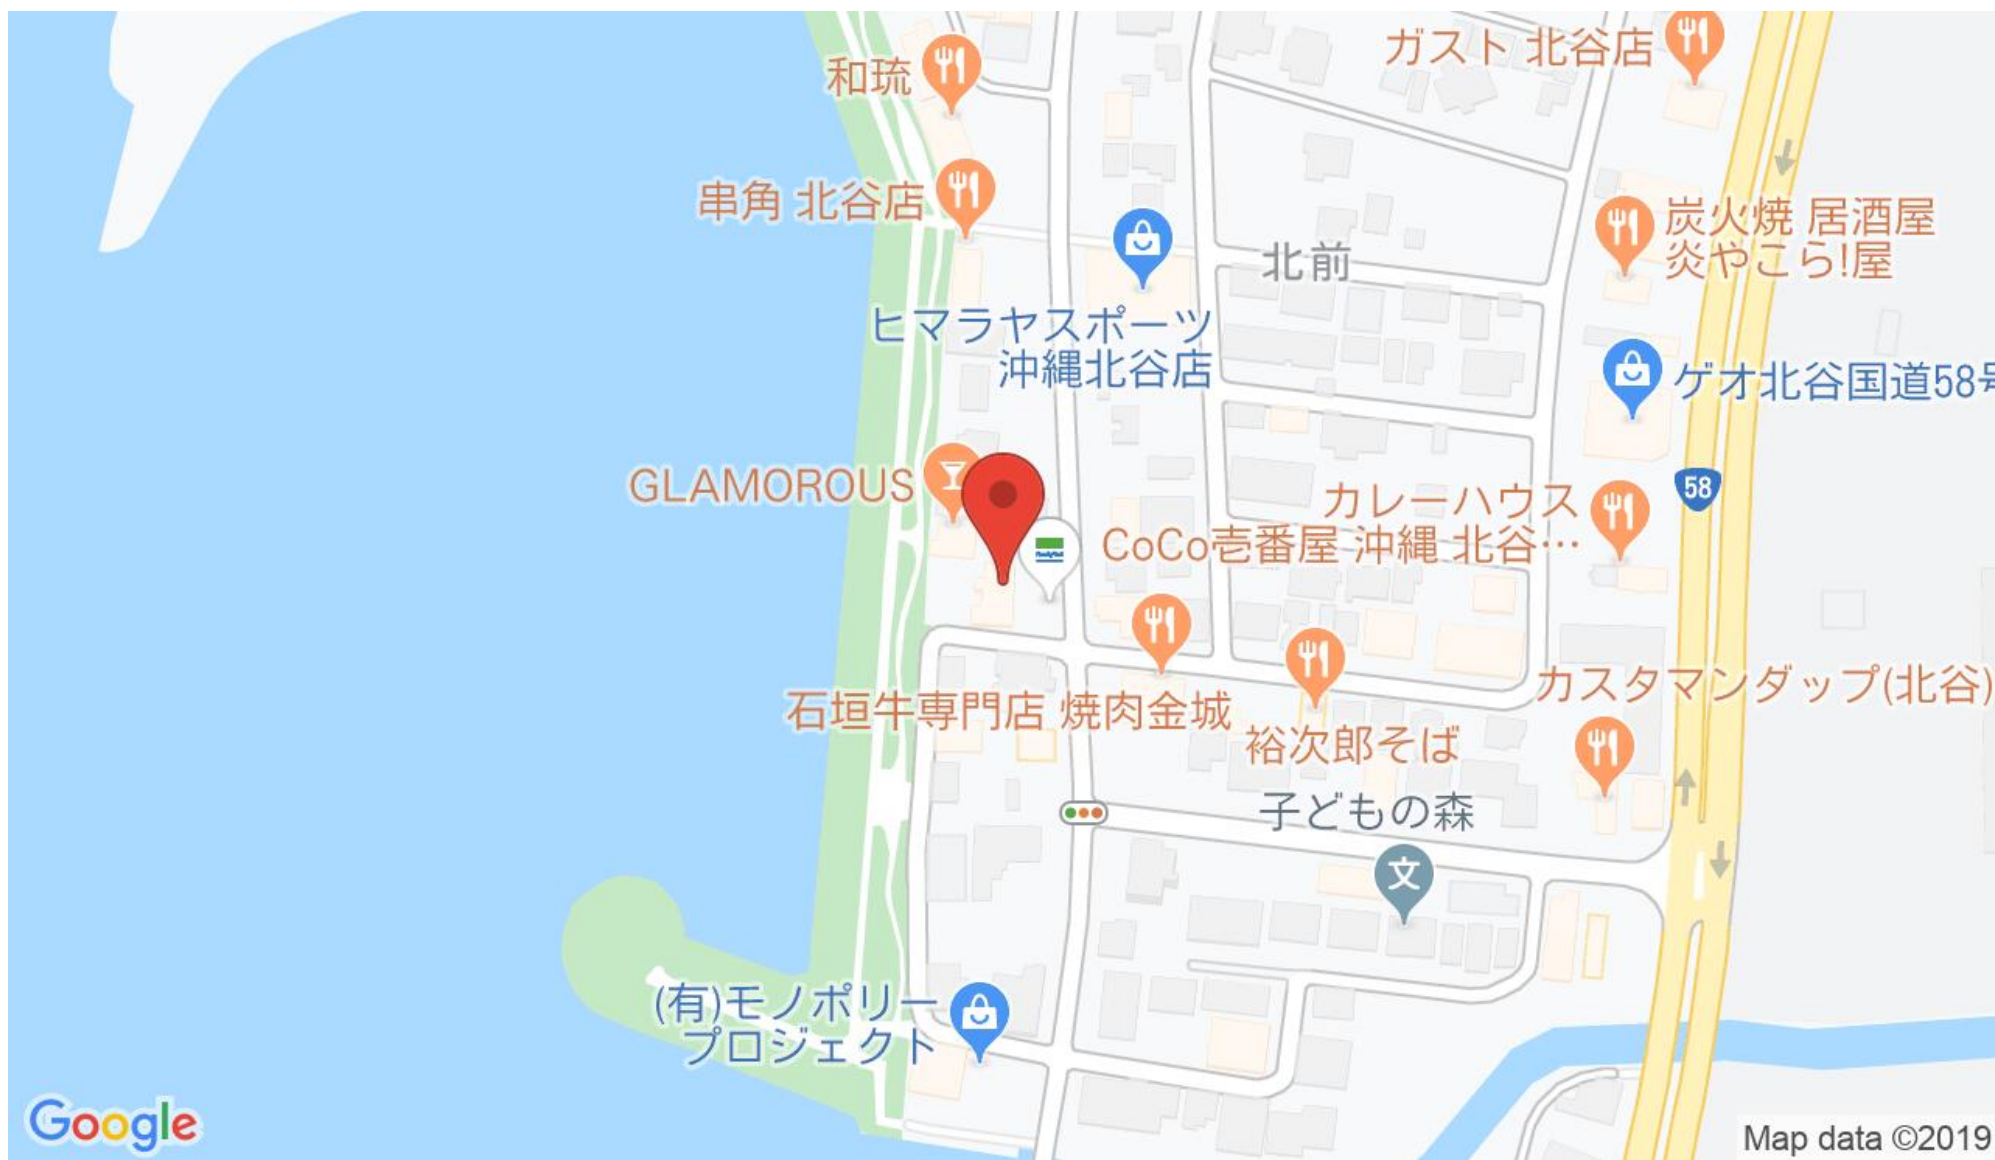 ガスト 北谷店
和琉
串角 北谷店
炭火焼 居酒屋
炎やこら!屋
北前
ヒマラヤスポーツ
沖縄北谷店
ゲオ北谷国道58号
GLAMOROUS
58
カレーハウス
CoCo壱番屋 沖縄 北谷…
FamilyMart
カスタマンダップ(北谷)
石垣牛専門店 焼肉金城
裕次郎そば
子どもの森
文
(有)モノポリー
プロジェクト
Google
Map data ©2019